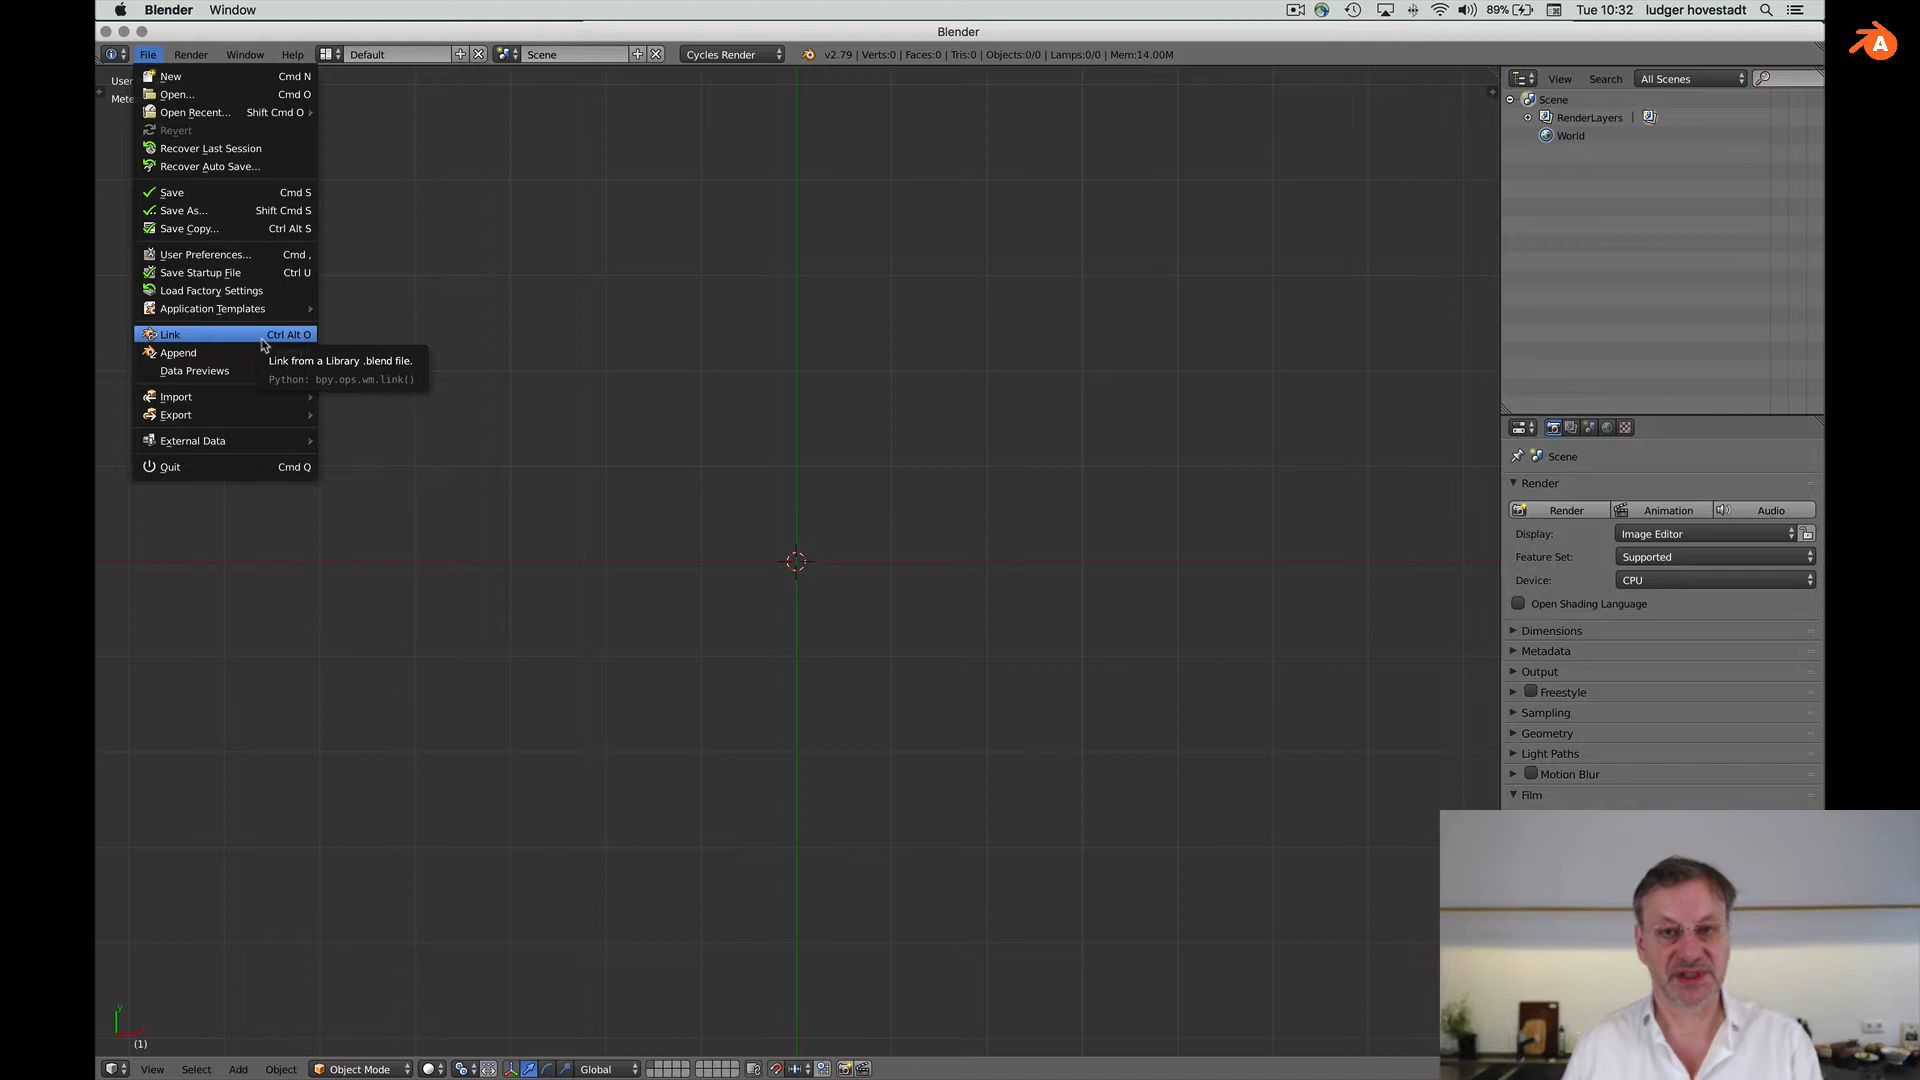 Blender Window 89% Tue 10:32 ludger hovestadt
Blender
File Render Window Help Default Scene Cycles Render v2.79 | Verts:0 | Faces:0 | Tris:0 | Objects:0/0 | Lamps:0/0 | Mem:14.00M
User
Mete
New Cmd N
Open... Cmd O
Open Recent... Shift Cmd O
Revert
Recover Last Session
Recover Auto Save...
Save Cmd S
Save As... Shift Cmd S
Save Copy... Ctrl Alt S
User Preferences... Cmd ,
Save Startup File Ctrl U
Load Factory Settings
Application Templates
Link Ctrl Alt O
Append
Data Previews
Import
Export
External Data
Quit Cmd Q
Link from a Library .blend file.
Python: bpy.ops.wm.link()
View Search All Scenes
Scene
RenderLayers
World
Scene
Render
Render Animation Audio
Display: Image Editor
Feature Set: Supported
Device: CPU
Open Shading Language
Dimensions
Metadata
Output
Freestyle
Sampling
Geometry
Light Paths
Motion Blur
Film
A
y
(1)
View Select Add Object Object Mode Global